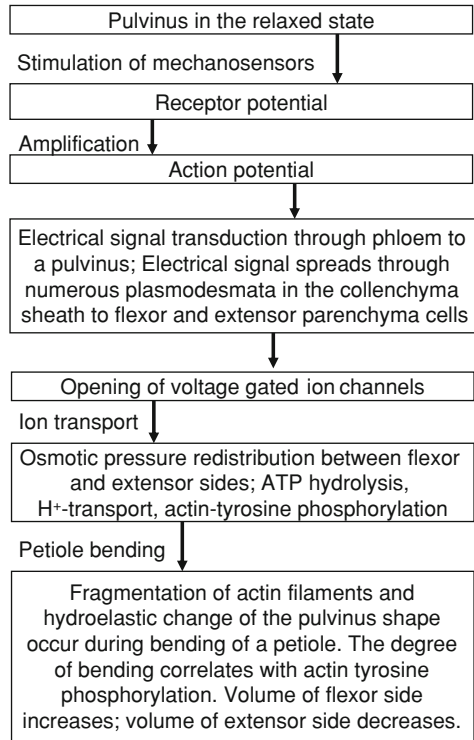 Pulvinus in the relaxed state
Stimulation of mechanosensors
Receptor potential
Amplification
Action potential
Electrical signal transduction through phloem to
a pulvinus; Electrical signal spreads through
numerous plasmodesmata in the collenchyma
sheath to flexor and extensor parenchyma cells
Opening of voltage gated ion channels
Ion transport
Osmotic pressure redistribution between flexor
and extensor sides; ATP hydrolysis,
H⁺-transport, actin-tyrosine phosphorylation
Petiole bending
Fragmentation of actin filaments and
hydroelastic change of the pulvinus shape
occur during bending of a petiole. The degree
of bending correlates with actin tyrosine
phosphorylation. Volume of flexor side
increases; volume of extensor side decreases.